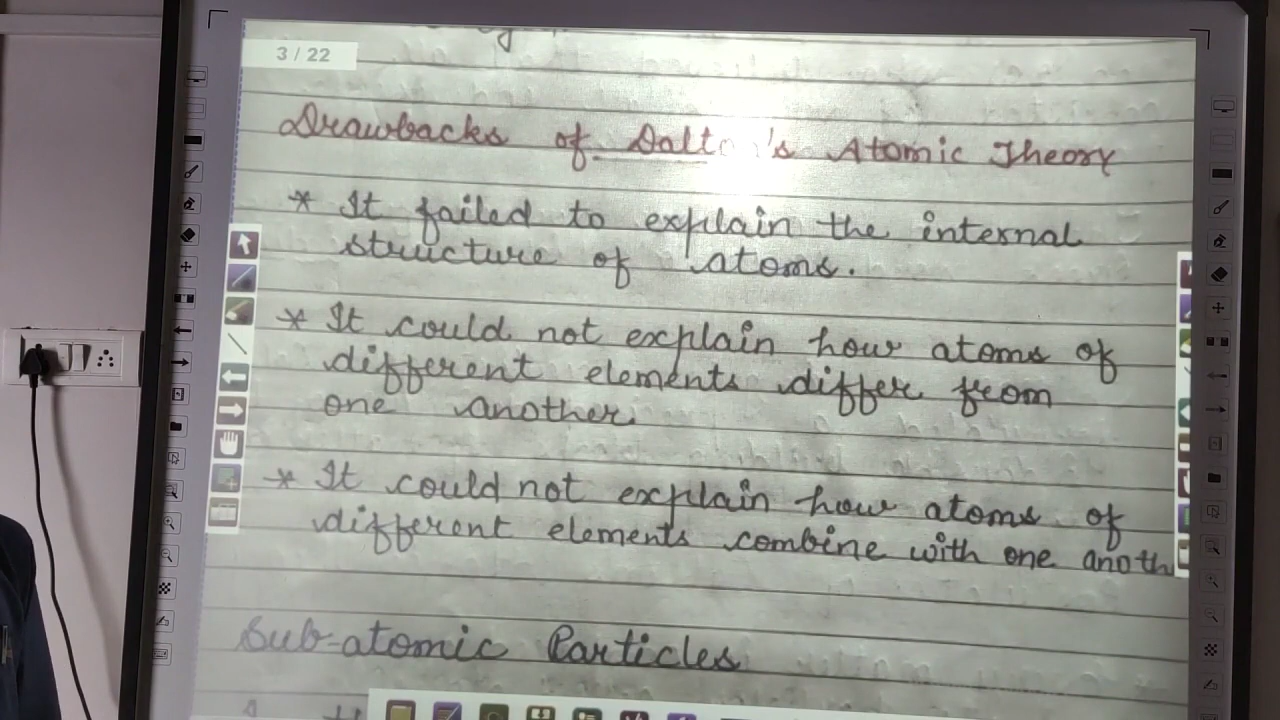 3 / 22
Drawbacks of Dalton's Atomic Theory
* It failed to explain the internal
structure of atoms.
* It could not explain how atoms of
different elements differ from
one another
* It could not explain how atoms of
different elements combine with one anoth
Sub-atomic Particles